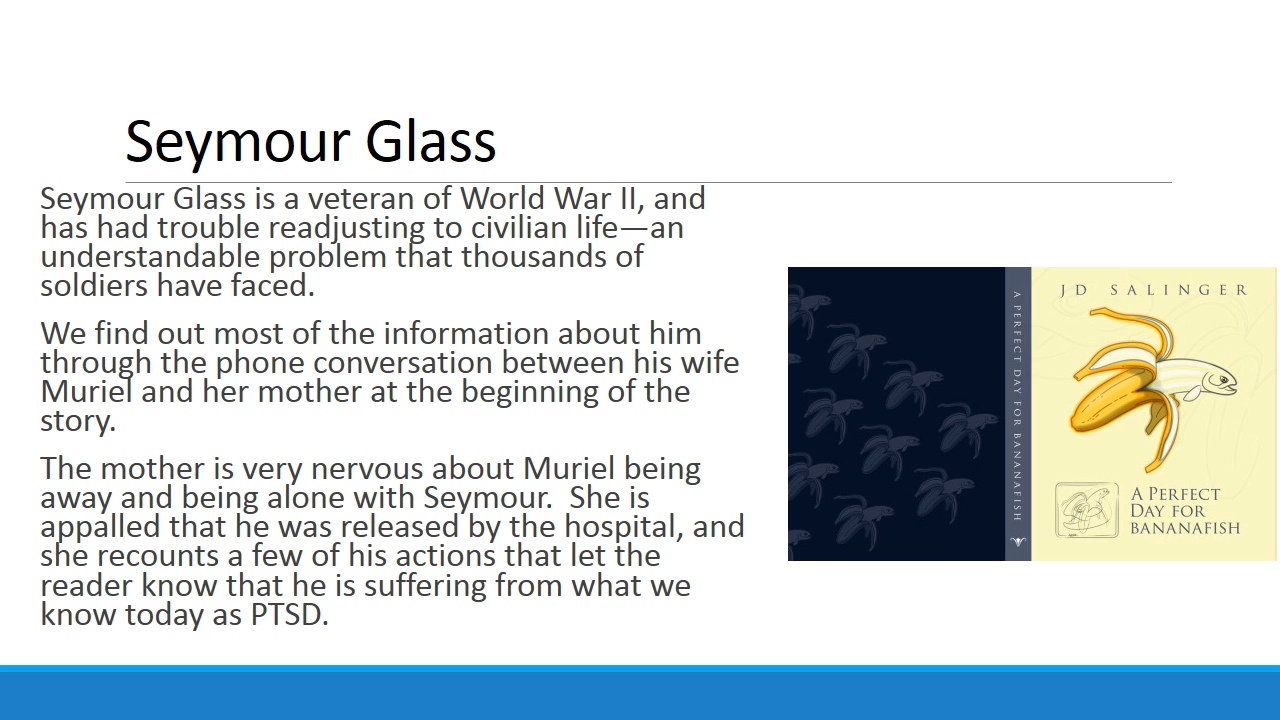 Seymour Glass
Seymour Glass is a veteran of World War II, and
has had trouble readjusting to civilian life—an
understandable problem that thousands of
soldiers have faced.
We find out most of the information about him
through the phone conversation between his wife
Muriel and her mother at the beginning of the
story.
The mother is very nervous about Muriel being
away and being alone with Seymour.  She is
appalled that he was released by the hospital, and
she recounts a few of his actions that let the
reader know that he is suffering from what we
know today as PTSD.
A PERFECT DAY FOR BANANAFISH
JD SALINGER
A PERFECT
DAY FOR
BANANAFISH